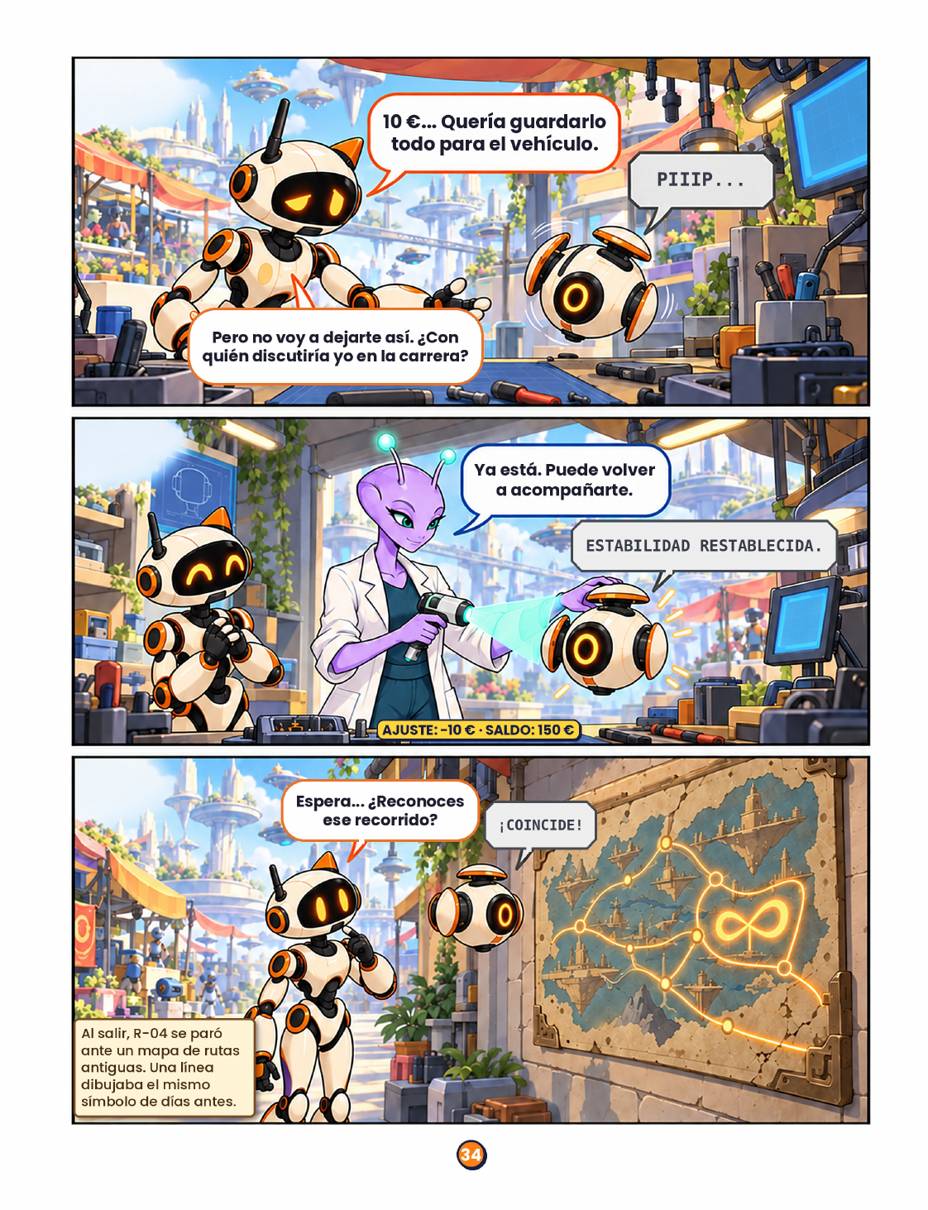 10 €... Quería guardarlo
todo para el vehículo.
PIIIP...
Pero no voy a dejarte así. ¿Con
quién discutiría yo en la carrera?
Ya está. Puede volver
a acompañarte.
ESTABILIDAD RESTABLECIDA.
AJUSTE: -10 € · SALDO: 150 €
Espera... ¿Reconoces
ese recorrido?
¡COINCIDE!
Al salir, R-04 se paró
ante un mapa de rutas
antiguas. Una línea
dibujaba el mismo
símbolo de días antes.
34